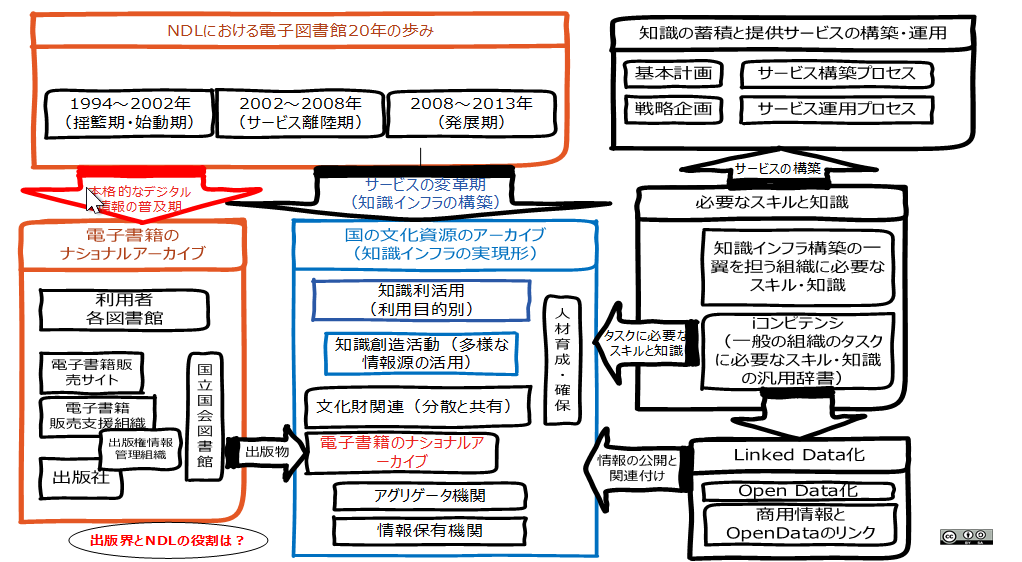 NDLにおける電子図書館20年の歩み
1994～2002年
（揺籃期・始動期）
2002～2008年
（サービス離陸期）
2008～2013年
（発展期）
本格的なデジタル
情報の普及期
サービスの変革期
（知識インフラの構築）
電子書籍の
ナショナルアーカイブ
利用者
各図書館
電子書籍販
売サイト
電子書籍
販売支援組織
出版権情報
管理組織
出版社
国立国会図書館
出版物
出版界とNDLの役割は？
国の文化資源のアーカイブ
（知識インフラの実現形）
知識利活用
（利用目的別）
知識創造活動（多様な
情報源の活用）
文化財関連（分散と共有）
電子書籍のナショナルア
ーカイブ
アグリゲータ機関
情報保有機関
人材育成・確保
知識の蓄積と提供サービスの構築・運用
基本計画
サービス構築プロセス
戦略企画
サービス運用プロセス
サービスの構築
必要なスキルと知識
知識インフラ構築の一
翼を担う組織に必要な
スキル・知識
iコンピテンシ
（一般の組織のタスク
に必要なスキル・知識
の汎用辞書）
タスクに必要な
スキルと知識
情報の公開と
関連付け
Linked Data化
Open Data化
商用情報と
OpenDataのリンク
cc
BY SA